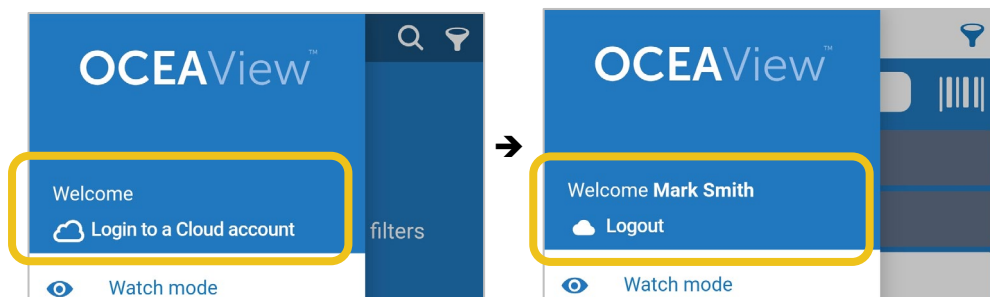 OCEAView™
Welcome
Login to a Cloud account
filters
Watch mode
➔
OCEAView™
Welcome Mark Smith
Logout
Watch mode